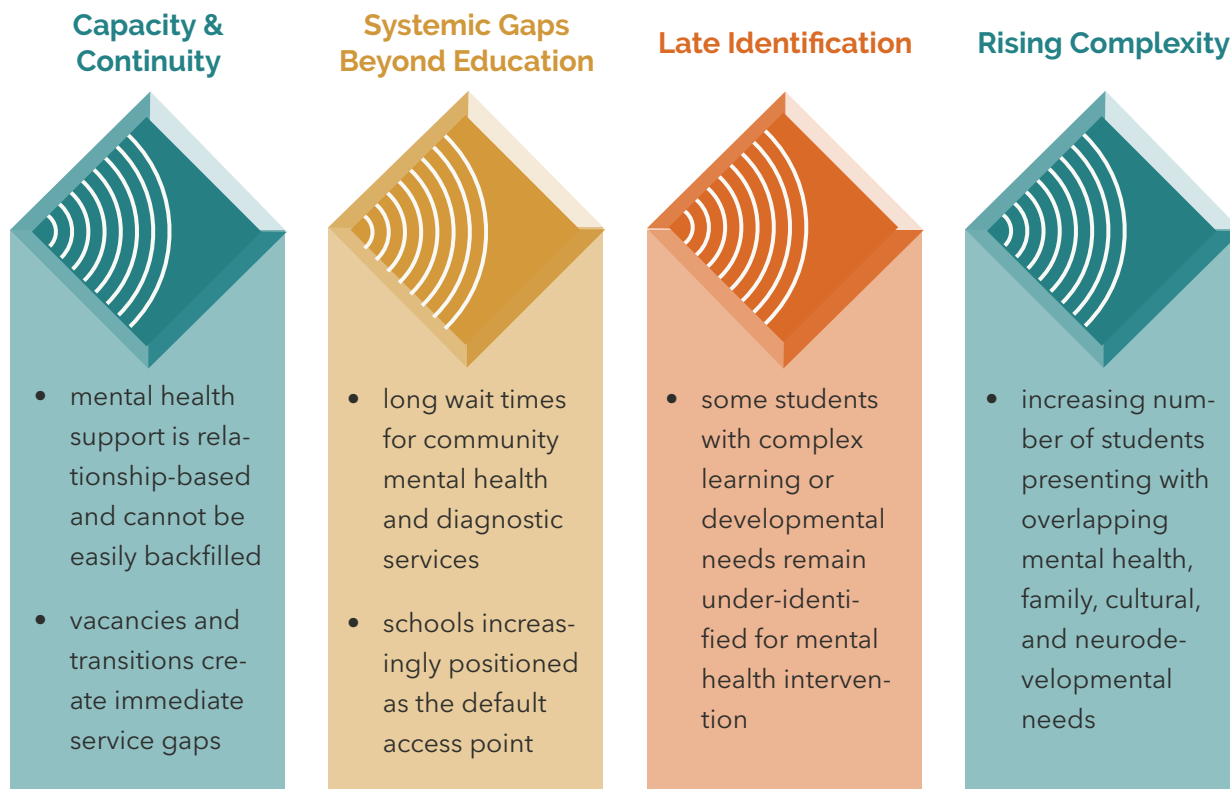 Capacity &
Continuity
• mental health
support is rela-
tionship-based
and cannot be
easily backfilled
• vacancies and
transitions cre-
ate immediate
service gaps
Systemic Gaps
Beyond Education
• long wait times
for community
mental health
and diagnostic
services
• schools increas-
ingly positioned
as the default
access point
Late Identification
• some students
with complex
learning or
developmental
needs remain
under-identi-
fied for mental
health interven-
tion
Rising Complexity
• increasing num-
ber of students
presenting with
overlapping
mental health,
family, cultural,
and neurode-
velopmental
needs